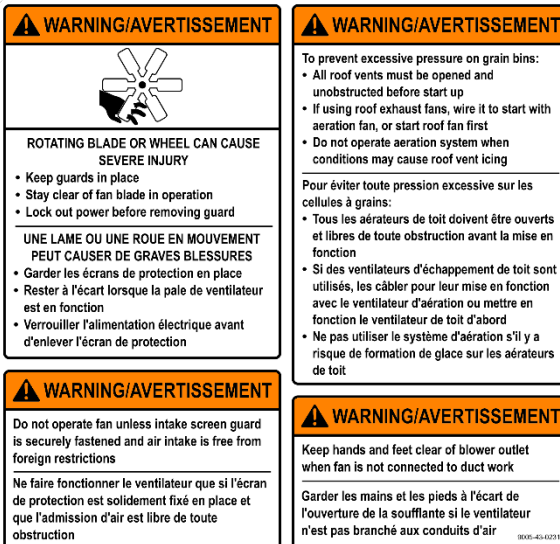 WARNING/AVERTISSEMENT
ROTATING BLADE OR WHEEL CAN CAUSE
SEVERE INJURY
• Keep guards in place
• Stay clear of fan blade in operation
• Lock out power before removing guard
UNE LAME OU UNE ROUE EN MOUVEMENT
PEUT CAUSER DE GRAVES BLESSURES
• Garder les écrans de protection en place
• Rester à l'écart lorsque la pale de ventilateur
est en fonction
• Verrouiller l'alimentation électrique avant
d'enlever l'écran de protection
WARNING/AVERTISSEMENT
Do not operate fan unless intake screen guard
is securely fastened and air intake is free from
foreign restrictions
Ne faire fonctionner le ventilateur que si l'écran
de protection est solidement fixé en place et
que l'admission d'air est libre de toute
obstruction
WARNING/AVERTISSEMENT
To prevent excessive pressure on grain bins:
• All roof vents must be opened and
unobstructed before start up
• If using roof exhaust fans, wire it to start with
aeration fan, or start roof fan first
• Do not operate aeration system when
conditions may cause roof vent icing
Pour éviter toute pression excessive sur les
cellules à grains:
• Tous les aérateurs de toit doivent être ouverts
et libres de toute obstruction avant la mise en
fonction
• Si des ventilateurs d'échappement de toit sont
utilisés, les câbler pour leur mise en fonction
avec le ventilateur d'aération ou mettre en
fonction le ventilateur de toit d'abord
• Ne pas utiliser le système d'aération s'il y a
risque de formation de glace sur les aérateurs
de toit
WARNING/AVERTISSEMENT
Keep hands and feet clear of blower outlet
when fan is not connected to duct work
Garder les mains et les pieds à l'écart de
l'ouverture de la soufflante si le ventilateur
n'est pas branché aux conduits d'air